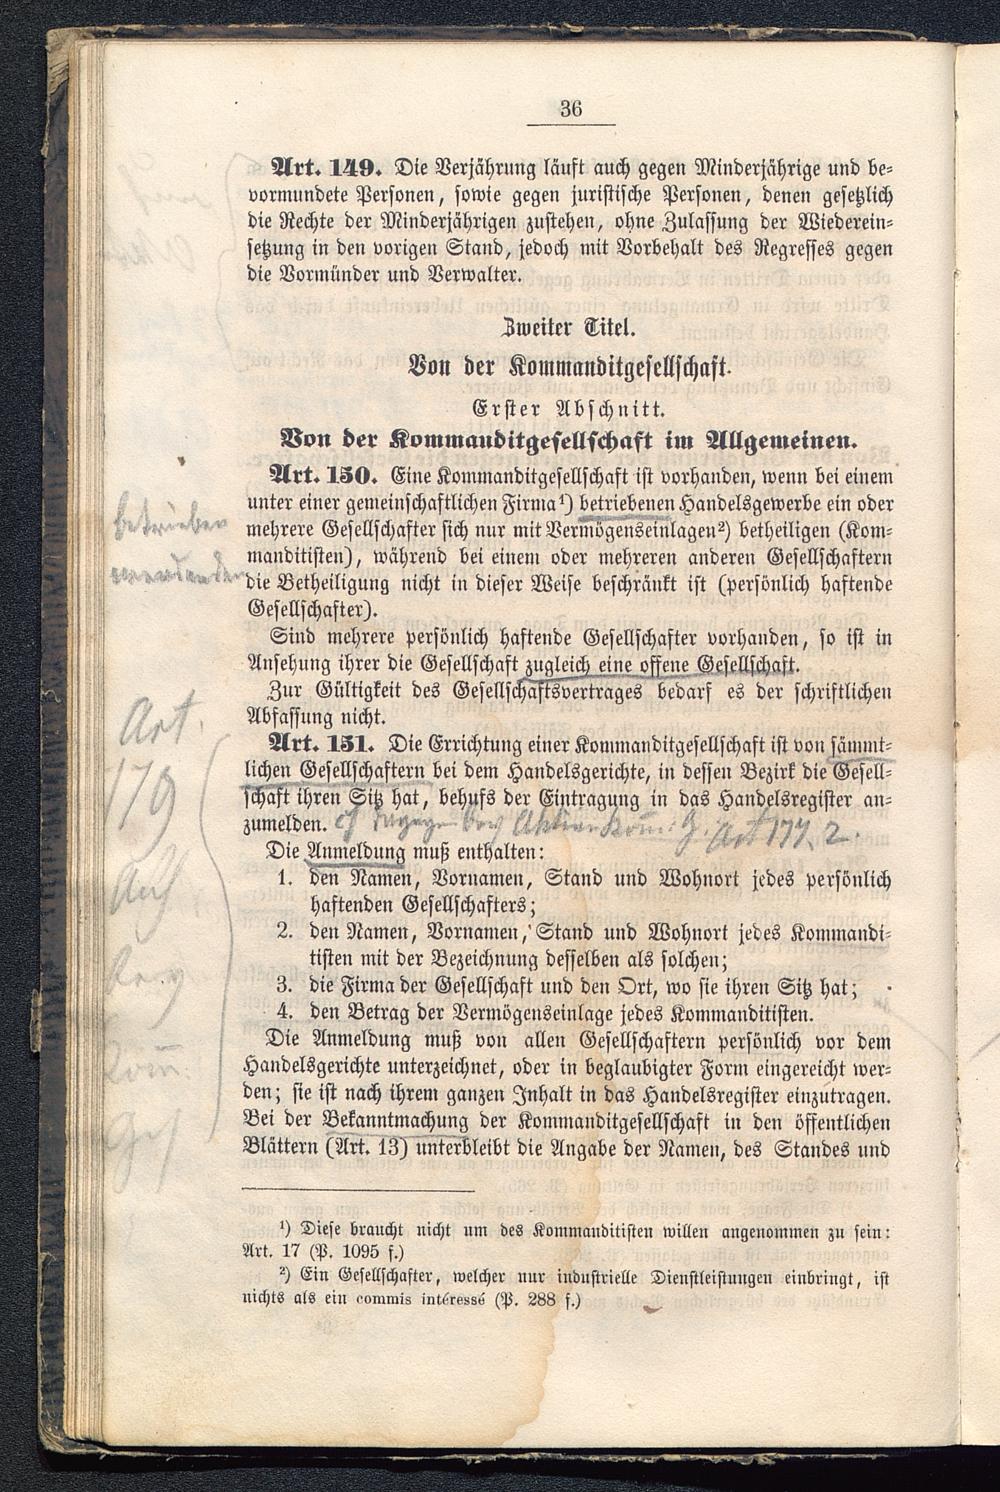 36
Art. 149. Die Verjährung läuft auch gegen Minderjährige und be=
vormundete Personen, sowie gegen juristische Personen, denen gesetzlich
die Rechte der Minderjährigen zustehen, ohne Zulassung der Wiederein=
setzung in den vorigen Stand, jedoch mit Vorbehalt des Regresses gegen
die Vormünder und Verwalter.
Zweiter Titel.
Von der Kommanditgesellschaft.
Erster Abschnitt.
Von der Kommanditgesellschaft im Allgemeinen.
Art. 150. Eine Kommanditgesellschaft ist vorhanden, wenn bei einem
unter einer gemeinschaftlichen Firma¹) betriebenen Handelsgewerbe ein oder
mehrere Gesellschafter sich nur mit Vermögenseinlagen²) betheiligen (Kom=
manditisten), während bei einem oder mehreren anderen Gesellschaftern
die Betheiligung nicht in dieser Weise beschränkt ist (persönlich haftende
Gesellschafter).
betrieben
Sind mehrere persönlich haftende Gesellschafter vorhanden, so ist in
Ansehung ihrer die Gesellschaft zugleich eine offene Gesellschaft.
Zur Gültigkeit des Gesellschaftsvertrages bedarf es der schriftlichen
Abfassung nicht.
Art. 151. Die Errichtung einer Kommanditgesellschaft ist von sämmt=
lichen Gesellschaftern bei dem Handelsgerichte, in dessen Bezirk die Gesell=
schaft ihren Sitz hat, behufs der Eintragung in das Handelsregister an=
zumelden. cf dagegen Art 177, 2.
Art.
179
Die Anmeldung muß enthalten:
1. den Namen, Vornamen, Stand und Wohnort jedes persönlich
haftenden Gesellschafters;
2. den Namen, Vornamen, Stand und Wohnort jedes Kommandi=
tisten mit der Bezeichnung desselben als solchen;
3. die Firma der Gesellschaft und den Ort, wo sie ihren Sitz hat;
4. den Betrag der Vermögenseinlage jedes Kommanditisten.
Die Anmeldung muß von allen Gesellschaftern persönlich vor dem
Handelsgerichte unterzeichnet, oder in beglaubigter Form eingereicht wer=
den; sie ist nach ihrem ganzen Inhalt in das Handelsregister einzutragen.
Bei der Bekanntmachung der Kommanditgesellschaft in den öffentlichen
Blättern (Art. 13) unterbleibt die Angabe der Namen, des Standes und
¹) Diese braucht nicht um des Kommanditisten willen angenommen zu sein:
Art. 17 (P. 1095 f.)
²) Ein Gesellschafter, welcher nur industrielle Dienstleistungen einbringt, ist
nichts als ein commis intéressé (P. 288 f.)